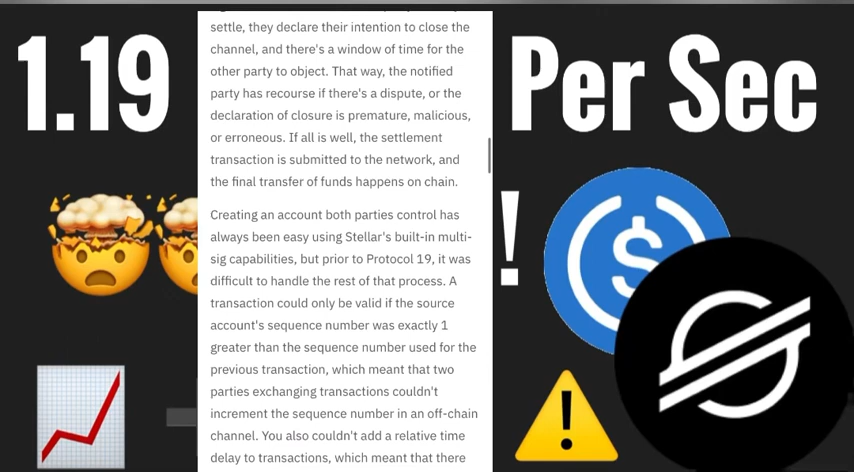 1.19
Per Sec
!
settle, they declare their intention to close the
channel, and there's a window of time for the
other party to object. That way, the notified
party has recourse if there's a dispute, or the
declaration of closure is premature, malicious,
or erroneous. If all is well, the settlement
transaction is submitted to the network, and
the final transfer of funds happens on chain.
Creating an account both parties control has
always been easy using Stellar's built-in multi-
sig capabilities, but prior to Protocol 19, it was
difficult to handle the rest of that process. A
transaction could only be valid if the source
account's sequence number was exactly 1
greater than the sequence number used for the
previous transaction, which meant that two
parties exchanging transactions couldn't
increment the sequence number in an off-chain
channel. You also couldn't add a relative time
delay to transactions, which meant that there